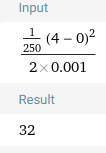 Input
(1/250 (4 − 0)²) / (2×0.001)
Result
32